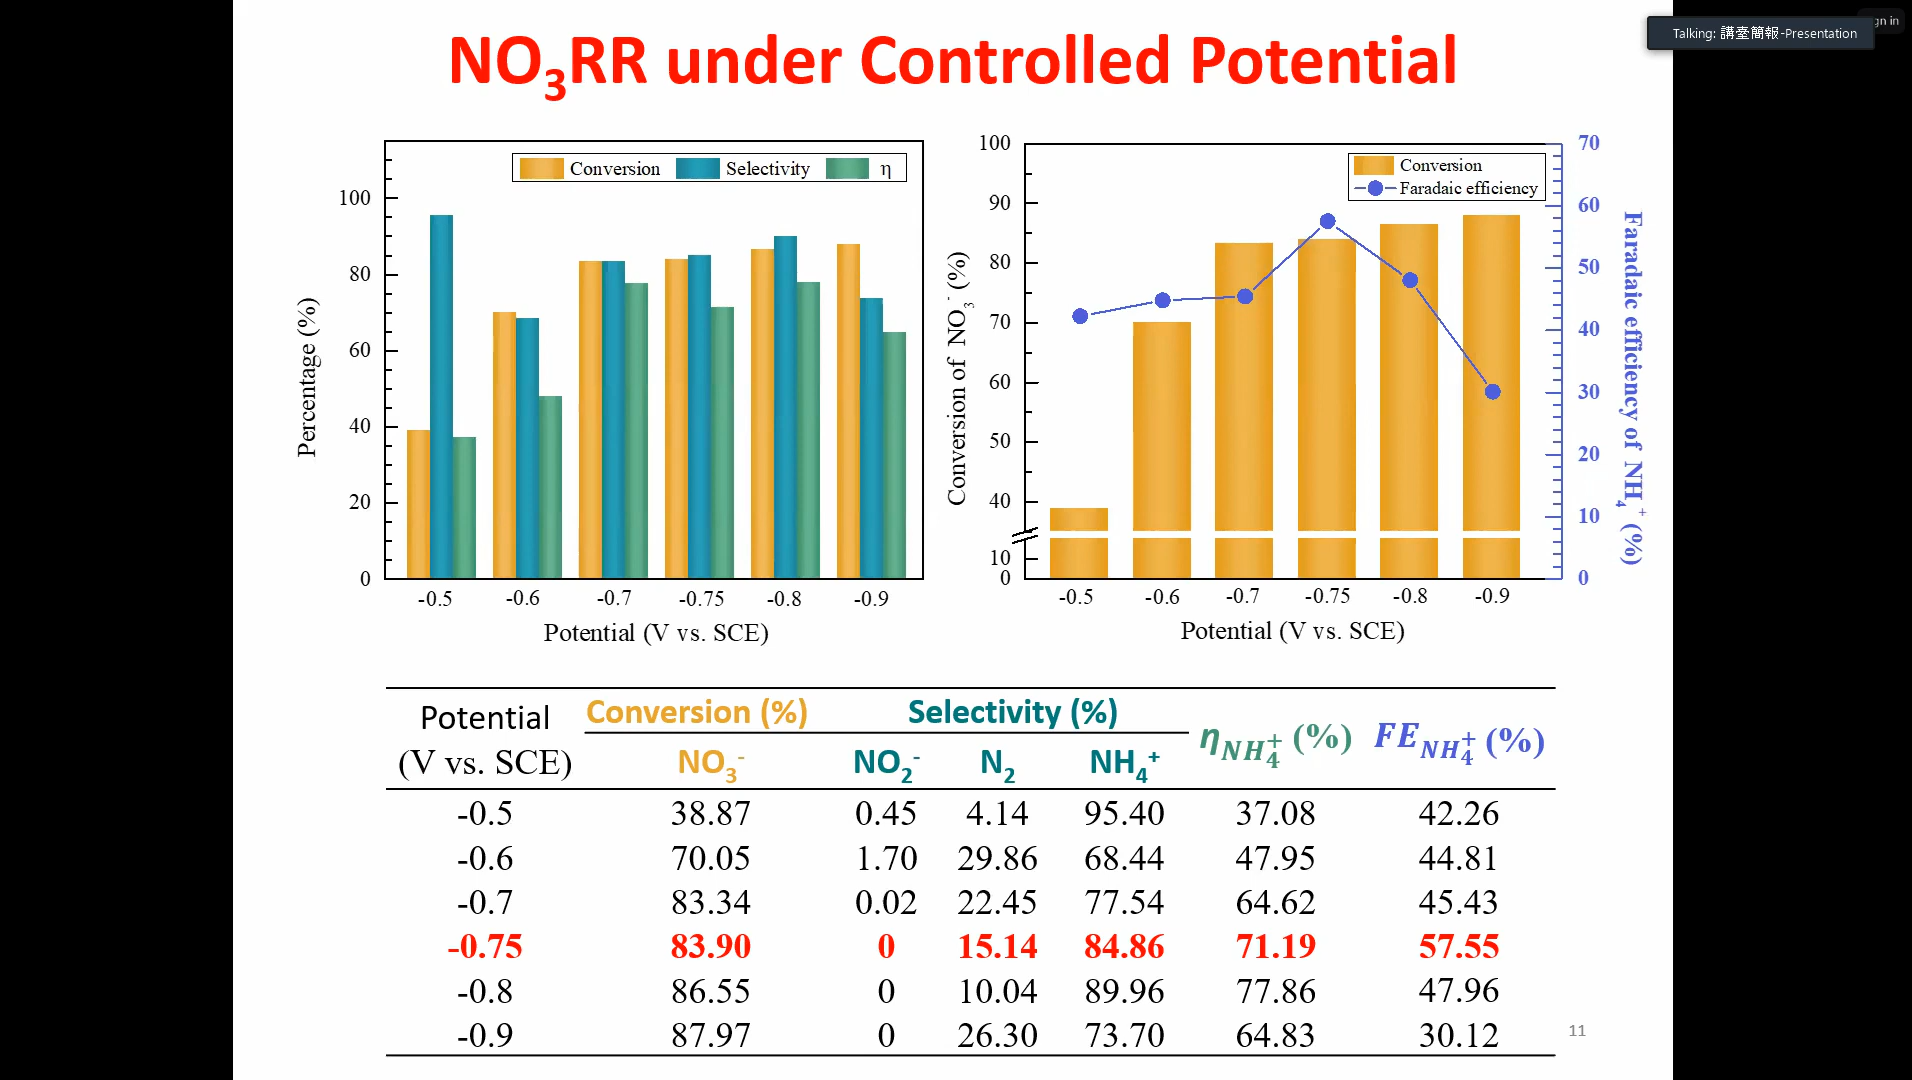 Sign in
Talking: 講臺簡報-Presentation
NO3RR under Controlled Potential
Conversion Selectivity η
100
80
60
40
20
0
Percentage (%)
-0.5 -0.6 -0.7 -0.75 -0.8 -0.9
Potential (V vs. SCE)
Conversion
Faradaic efficiency
100
90
80
70
60
50
40
10
0
Conversion of NO3- (%)
70
60
50
40
30
20
10
0
Faradaic efficiency of NH4+ (%)
-0.5 -0.6 -0.7 -0.75 -0.8 -0.9
Potential (V vs. SCE)
Potential (V vs. SCE) Conversion (%) Selectivity (%) ηNH4+ (%) FENH4+ (%)
NO3- NO2- N2 NH4+
-0.5 38.87 0.45 4.14 95.40 37.08 42.26
-0.6 70.05 1.70 29.86 68.44 47.95 44.81
-0.7 83.34 0.02 22.45 77.54 64.62 45.43
-0.75 83.90 0 15.14 84.86 71.19 57.55
-0.8 86.55 0 10.04 89.96 77.86 47.96
-0.9 87.97 0 26.30 73.70 64.83 30.12
11